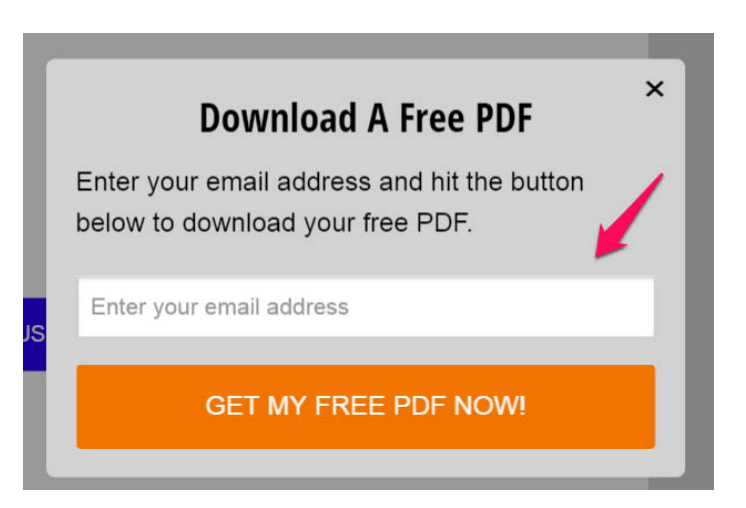 Download A Free PDF
Enter your email address and hit the button
below to download your free PDF.
Enter your email address
US
GET MY FREE PDF NOW!